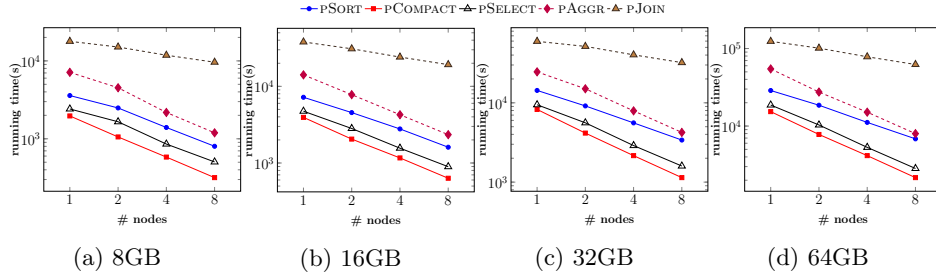 pSort pCompact pSelect pAggr pJoin
running time(s)
10^4
10^3
1 2 4 8
# nodes
(a) 8GB
running time(s)
10^4
10^3
1 2 4 8
# nodes
(b) 16GB
running time(s)
10^4
10^3
1 2 4 8
# nodes
(c) 32GB
running time(s)
10^5
10^4
1 2 4 8
# nodes
(d) 64GB